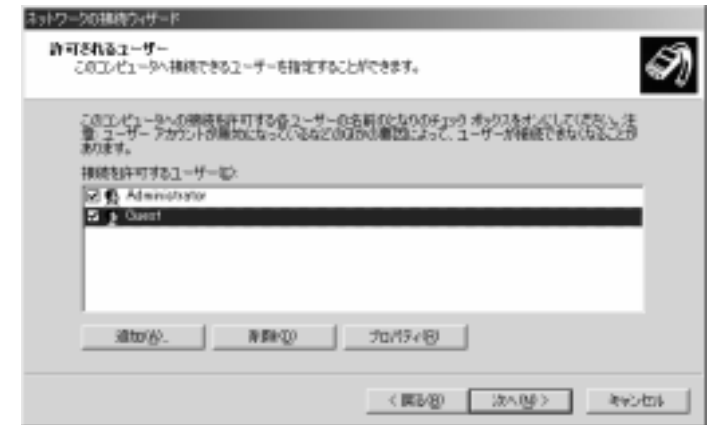 ネットワークの接続ウィザード
許可されるユーザー
このコンピュータへ接続できるユーザーを指定することができます。
このコンピュータへの接続を許可する各ユーザーの名前のとなりのチェック ボックスをオンにしてください。注
意: ユーザー アカウントが無効になっているなどのほかの要因によって、ユーザーが接続できなくなることが
あります。
接続を許可するユーザー(U):
Administrator
Guest
追加(A)...
削除(D)
プロパティ(R)
< 戻る(B)
次へ(N) >
キャンセル